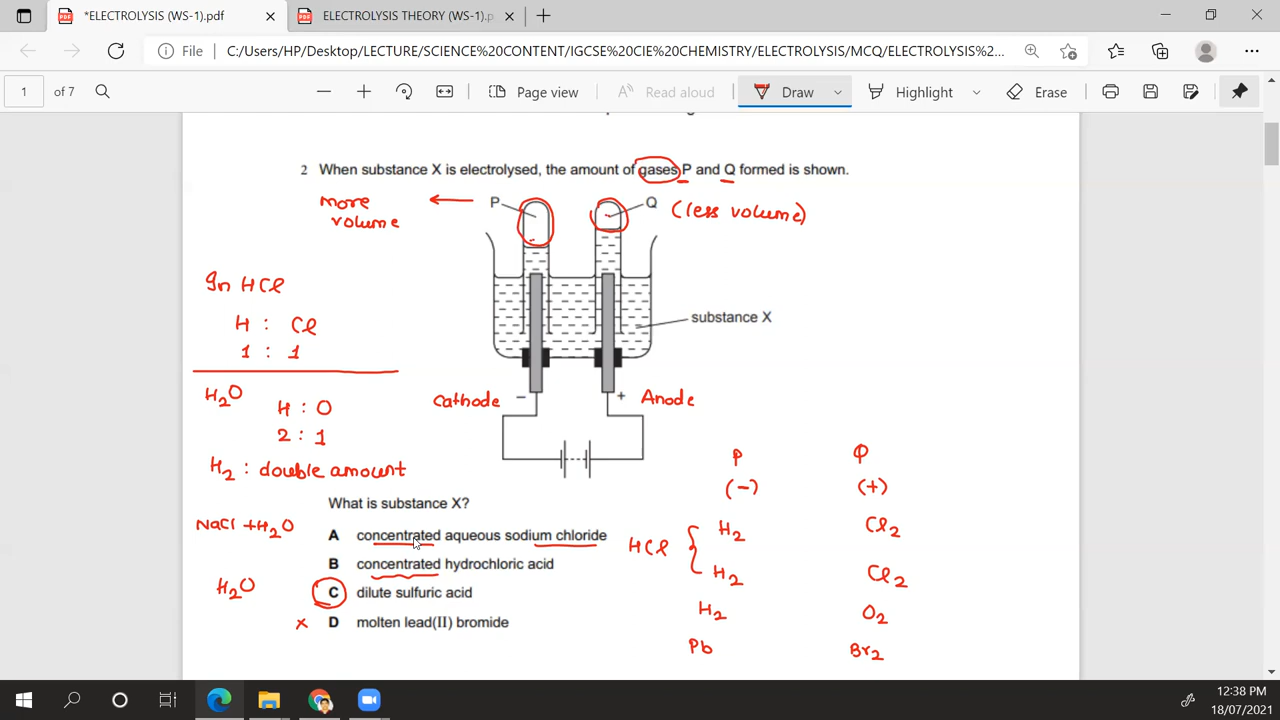 *ELECTROLYSIS (WS-1).pdf
ELECTROLYSIS THEORY (WS-1).p
File
C:/Users/HP/Desktop/LECTURE/SCIENCE%20CONTENT/IGCSE%20CIE%20CHEMISTRY/ELECTROLYSIS/MCQ/ELECTROLYSIS%2...
1 of 7
Page view
Read aloud
Draw
Highlight
Erase
2 When substance X is electrolysed, the amount of gases P and Q formed is shown.
more
volume
P
Q
(less volume)
In HCl
H : Cl
1 : 1
substance X
H2O
H : O
2 : 1
H2 : double amount
Cathode
−
+
Anode
P
Q
(−)
(+)
What is substance X?
NaCl + H2O
A concentrated aqueous sodium chloride
B concentrated hydrochloric acid
H2O
C dilute sulfuric acid
x
D molten lead(II) bromide
HCl
H2 Cl2
H2 Cl2
H2 O2
Pb Br2
12:38 PM
18/07/2021